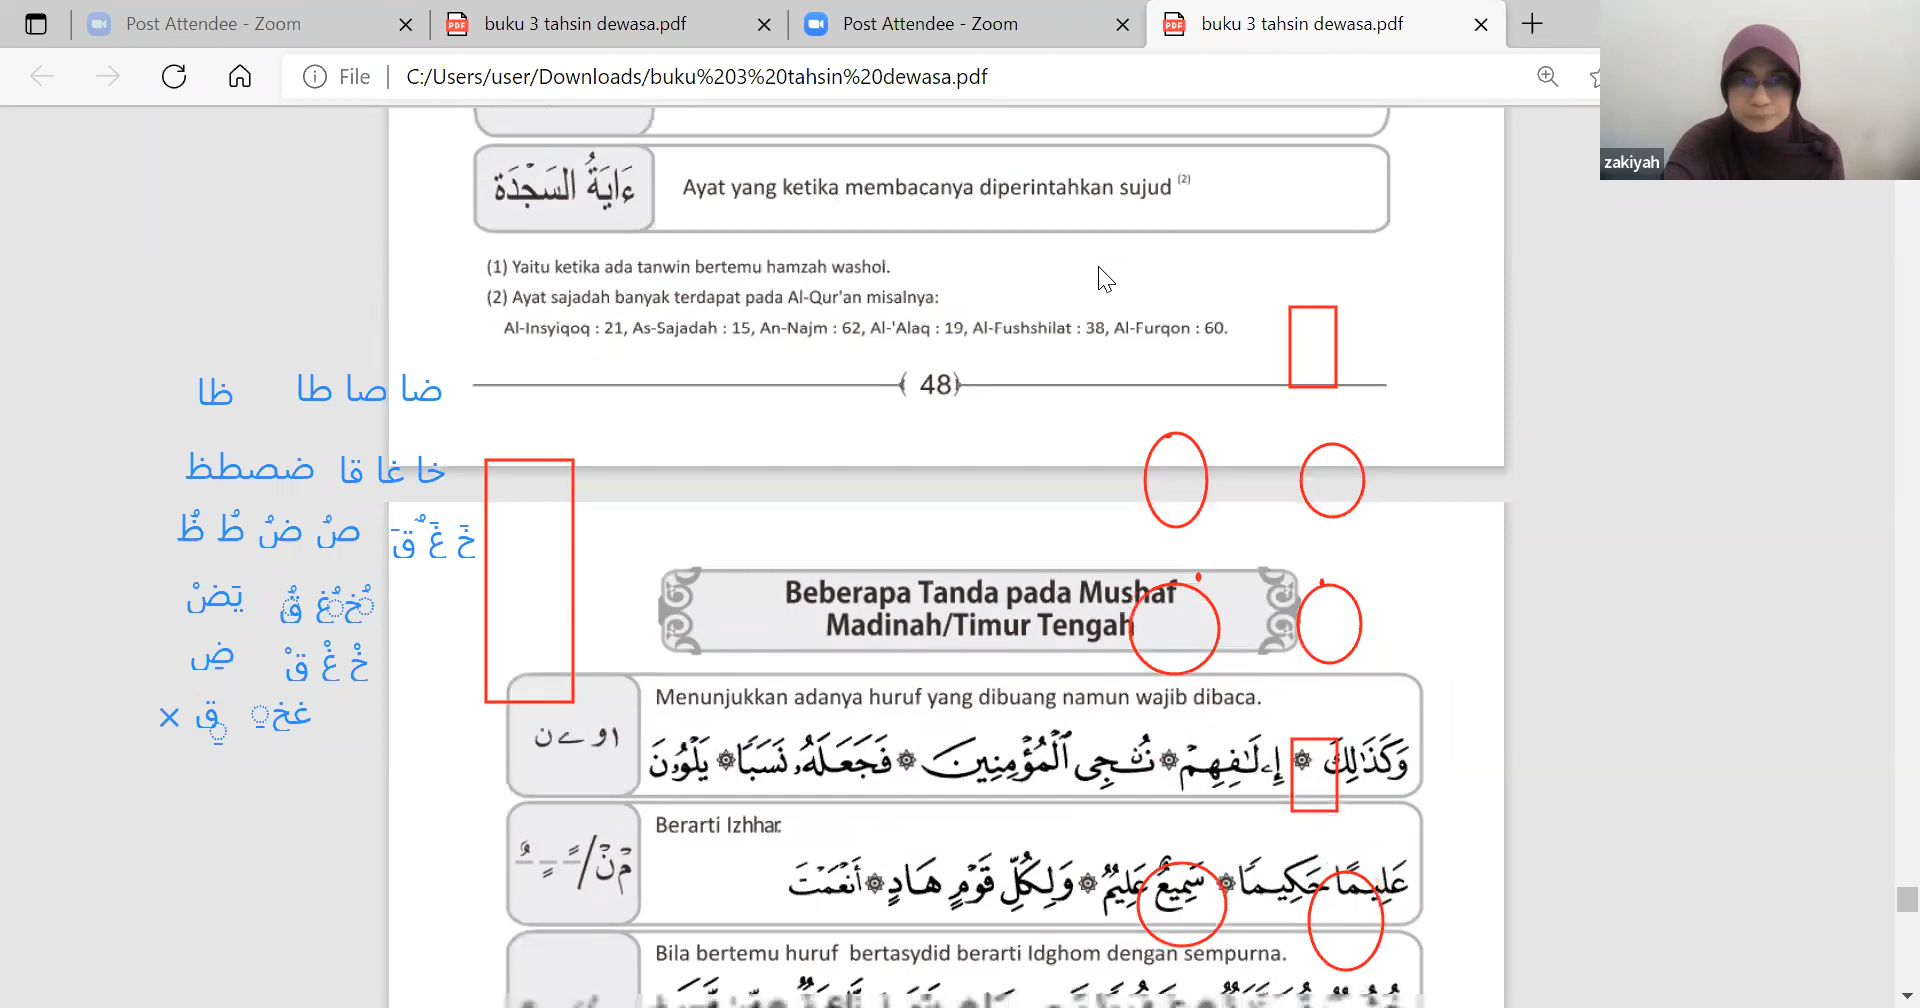 Post Attendee - Zoom
buku 3 tahsin dewasa.pdf
Post Attendee - Zoom
buku 3 tahsin dewasa.pdf
File C:/Users/user/Downloads/buku%203%20tahsin%20dewasa.pdf
zakiyah
ءَايَةُ السَّجْدَة
Ayat yang ketika membacanya diperintahkan sujud (2)
(1) Yaitu ketika ada tanwin bertemu hamzah washol.
(2) Ayat sajadah banyak terdapat pada Al-Qur'an misalnya:
Al-Insyiqoq : 21, As-Sajadah : 15, An-Najm : 62, Al-'Alaq : 19, Al-Fushshilat : 38, Al-Furqon : 60.
48
ضا صا طا ظا
خا غا قا ضصطظ
خَ غَ قَ
صُ ضُ طُ ظُ
خُ غُ قُ يَضْ
خْ غْ قْ ضِ
غخِ قِ ×
Beberapa Tanda pada Mushaf
Madinah/Timur Tengah
Menunjukkan adanya huruf yang dibuang namun wajib dibaca.
ا و ے ن
وَكَذَٰلِكَ ۞ إِۦلَٰفِهِمْ ۞ نُۨجِي ٱلْمُؤْمِنِينَ ۞ فَجَعَلَهُۥ نَسَبًا ۞ يَلْوُۥنَ
Berarti Izhhar.
مْ نْ / ـً ـٍ ـٌ
عَلِيمًا حَكِيمًا ۞ سَمِيعٌ عَلِيمٌ ۞ وَلِكُلِّ قَوْمٍ هَادٍ ۞ أَنْعَمْتَ
Bila bertemu huruf bertasydid berarti Idghom dengan sempurna.